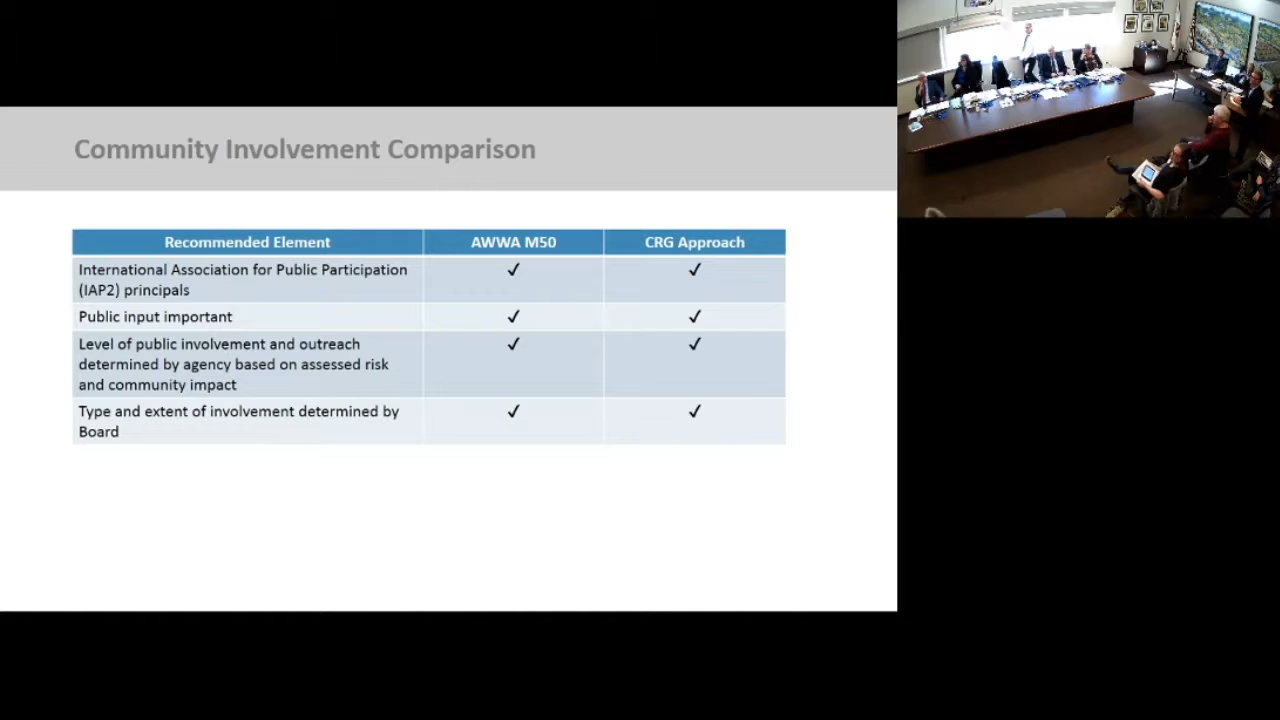 Community Involvement Comparison
Recommended Element AWWA M50 CRG Approach
International Association for Public Participation ✓ ✓
(IAP2) principals
Public input important ✓ ✓
Level of public involvement and outreach ✓ ✓
determined by agency based on assessed risk
and community impact
Type and extent of involvement determined by ✓ ✓
Board